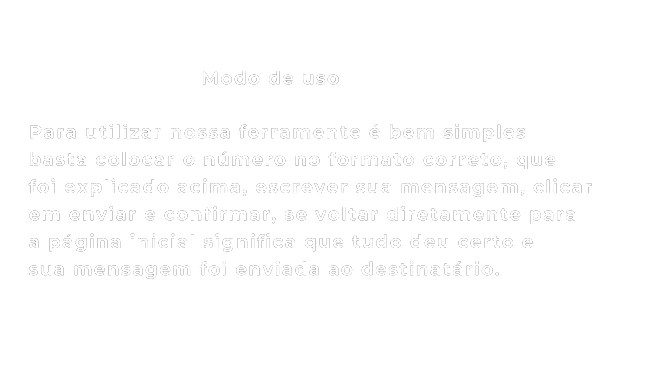 Modo de uso
Para utilizar nossa ferramente é bem simples
basta colocar o número no formato correto, que
foi explicado acima, escrever sua mensagem, clicar
em enviar e confirmar, se voltar diretamente para
a página inicial significa que tudo deu certo e
sua mensagem foi enviada ao destinatário.